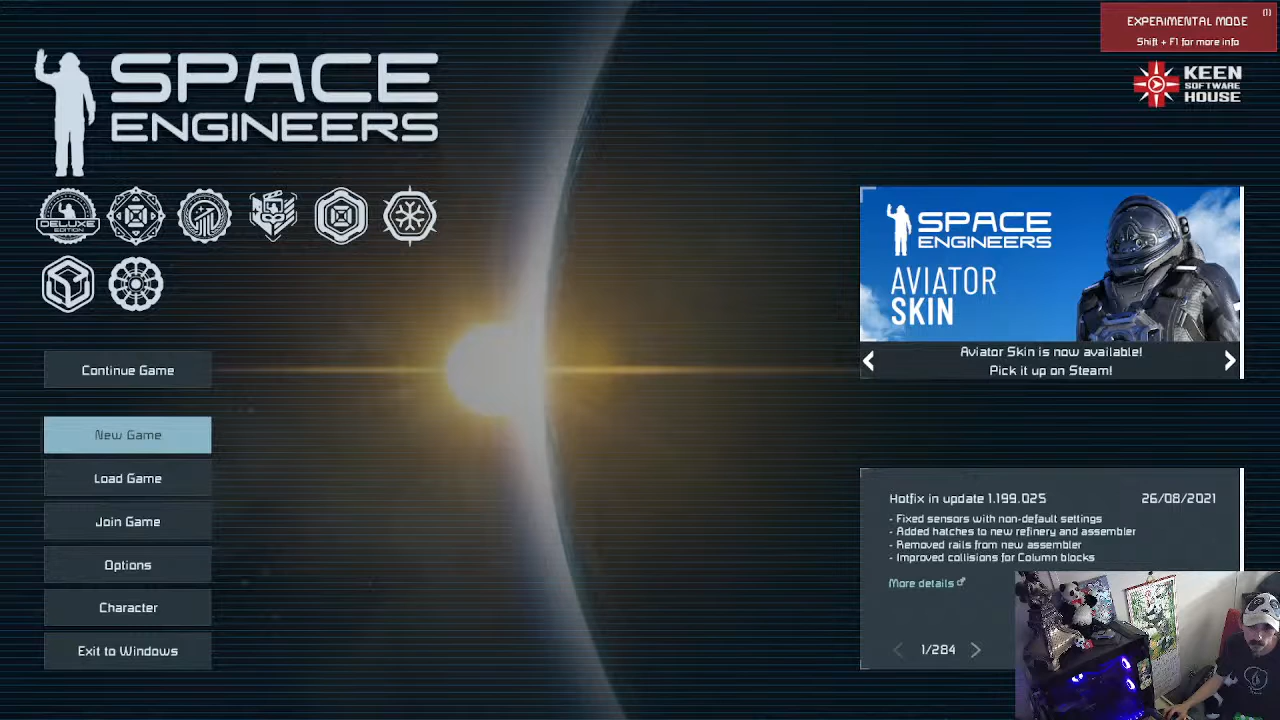 EXPERIMENTAL MODE
(1)
Shift + F1 for more info
SPACE
ENGINEERS
KEEN
SOFTWARE
HOUSE
DELUXE
EDITION
SPACE
ENGINEERS
AVIATOR
SKIN
Aviator Skin is now available!
Pick it up on Steam!
Continue Game
New Game
Load Game
Join Game
Options
Character
Exit to Windows
Hotfix in update 1.199.025
26/08/2021
- Fixed sensors with non-default settings
- Added hatches to new refinery and assembler
- Removed rails from new assembler
- Improved collisions for Column blocks
More details
1/284